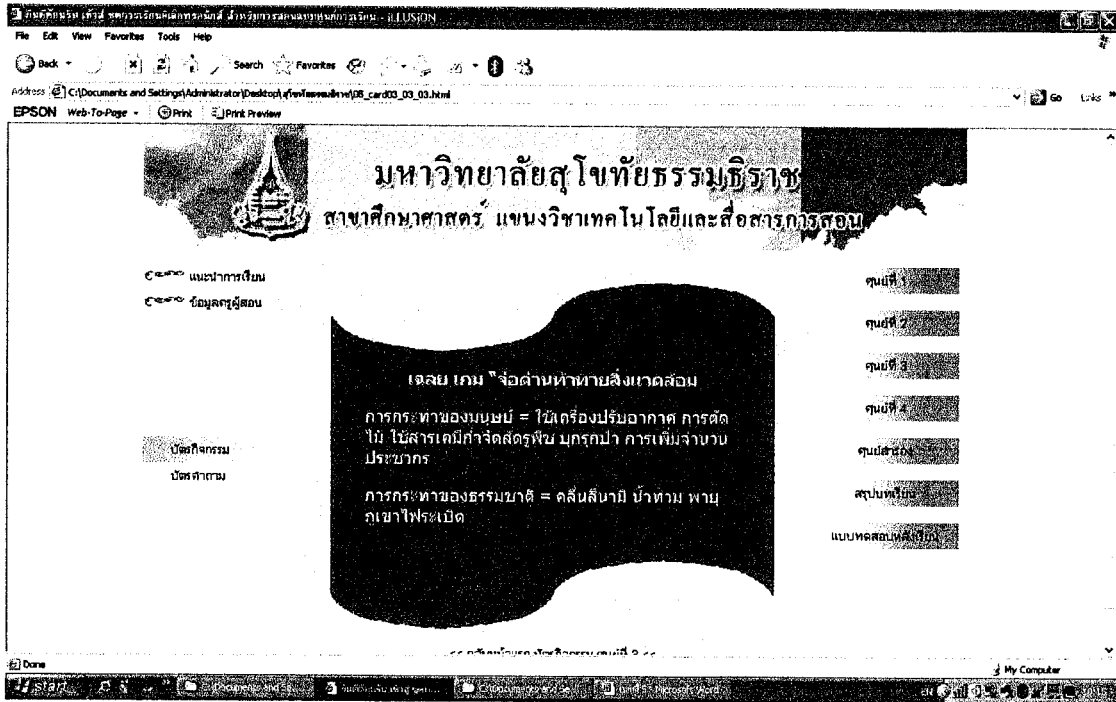 File Edit View Favorites Tools Help
Back Search Favorites
Address C:\Documents and Settings\Administrator\Desktop\ \08_card03_03_03.html Go Links
EPSON Web-To-Page Print Print Preview
มหาวิทยาลัยสุโขทัยธรรมาธิราช
สาขาศึกษาศาสตร์ แขนงวิชาเทคโนโลยีและสื่อสารการสอน
แนะนำการเรียน
ข้อมูลครูผู้สอน
บัตรกิจกรรม
บัตรคำถาม
เฉลย เกม "จ่อด่านท้าทายสิ่งแวดล้อม
การกระทำของมนุษย์ = ใช้เครื่องปรับอากาศ การตัด
ไม้ ใช้สารเคมีกำจัดสัตรูพืช บุกรุกป่า การเพิ่มจำนวน
ประชากร
การกระทำของธรรมชาติ = คลื่นสึนามิ น้ำท่วม พายุ
ภูเขาไฟระเบิด
ศูนย์ที่ 1
ศูนย์ที่ 2
ศูนย์ที่ 3
ศูนย์ที่ 4
ศูนย์สำรอง
สรุปบทเรียน
แบบทดสอบหลังเรียน
Done My Computer
start Microsoft Word EN